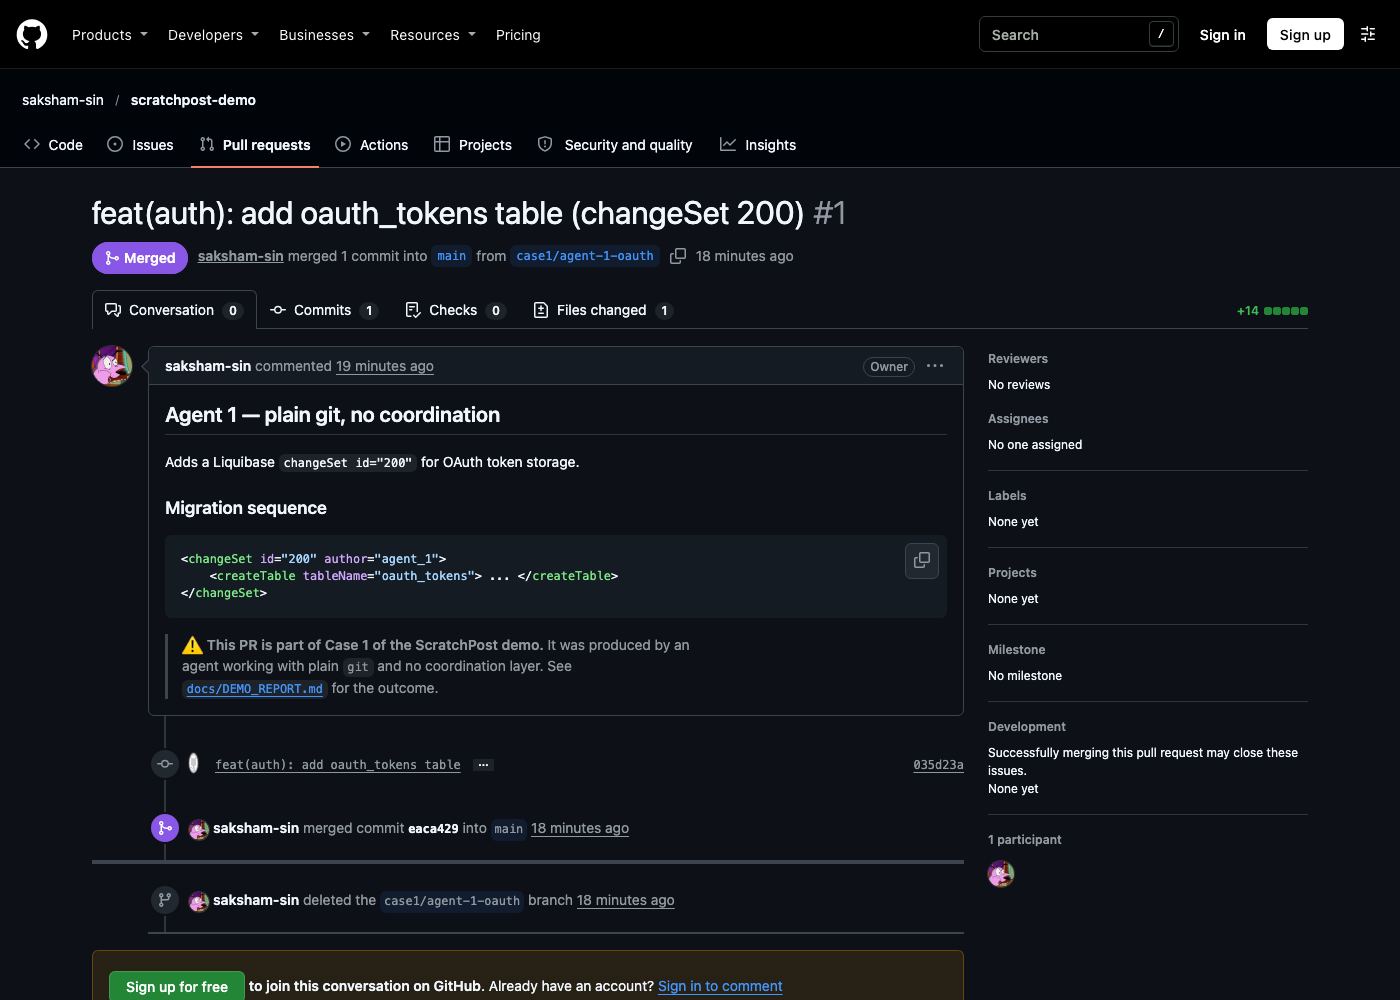 Products Developers Businesses Resources Pricing Search / Sign in Sign up
saksham-sin / scratchpost-demo
Code Issues Pull requests Actions Projects Security and quality Insights
feat(auth): add oauth_tokens table (changeSet 200) #1
Merged saksham-sin merged 1 commit into main from case1/agent-1-oauth 18 minutes ago
Conversation 0 Commits 1 Checks 0 Files changed 1 +14
saksham-sin commented 19 minutes ago Owner ...
Agent 1 — plain git, no coordination
Adds a Liquibase changeSet id="200" for OAuth token storage.
Migration sequence
<changeSet id="200" author="agent_1">
<createTable tableName="oauth_tokens"> ... </createTable>
</changeSet>
⚠️ This PR is part of Case 1 of the ScratchPost demo. It was produced by an
agent working with plain git and no coordination layer. See
docs/DEMO_REPORT.md for the outcome.
feat(auth): add oauth_tokens table ... 035d23a
saksham-sin merged commit eaca429 into main 18 minutes ago
saksham-sin deleted the case1/agent-1-oauth branch 18 minutes ago
Sign up for free to join this conversation on GitHub. Already have an account? Sign in to comment
Reviewers
No reviews
Assignees
No one assigned
Labels
None yet
Projects
None yet
Milestone
No milestone
Development
Successfully merging this pull request may close these
issues.
None yet
1 participant